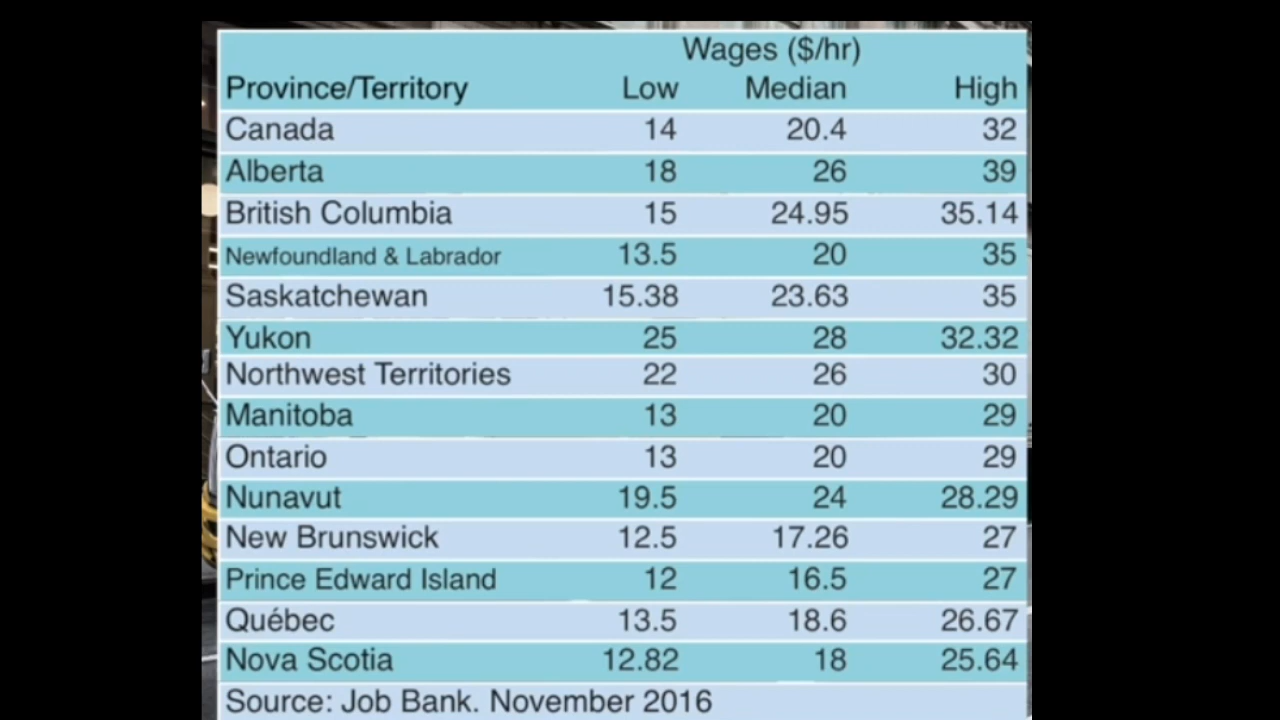 Wages ($/hr)
Province/Territory Low Median High
Canada 14 20.4 32
Alberta 18 26 39
British Columbia 15 24.95 35.14
Newfoundland & Labrador 13.5 20 35
Saskatchewan 15.38 23.63 35
Yukon 25 28 32.32
Northwest Territories 22 26 30
Manitoba 13 20 29
Ontario 13 20 29
Nunavut 19.5 24 28.29
New Brunswick 12.5 17.26 27
Prince Edward Island 12 16.5 27
Québec 13.5 18.6 26.67
Nova Scotia 12.82 18 25.64
Source: Job Bank. November 2016